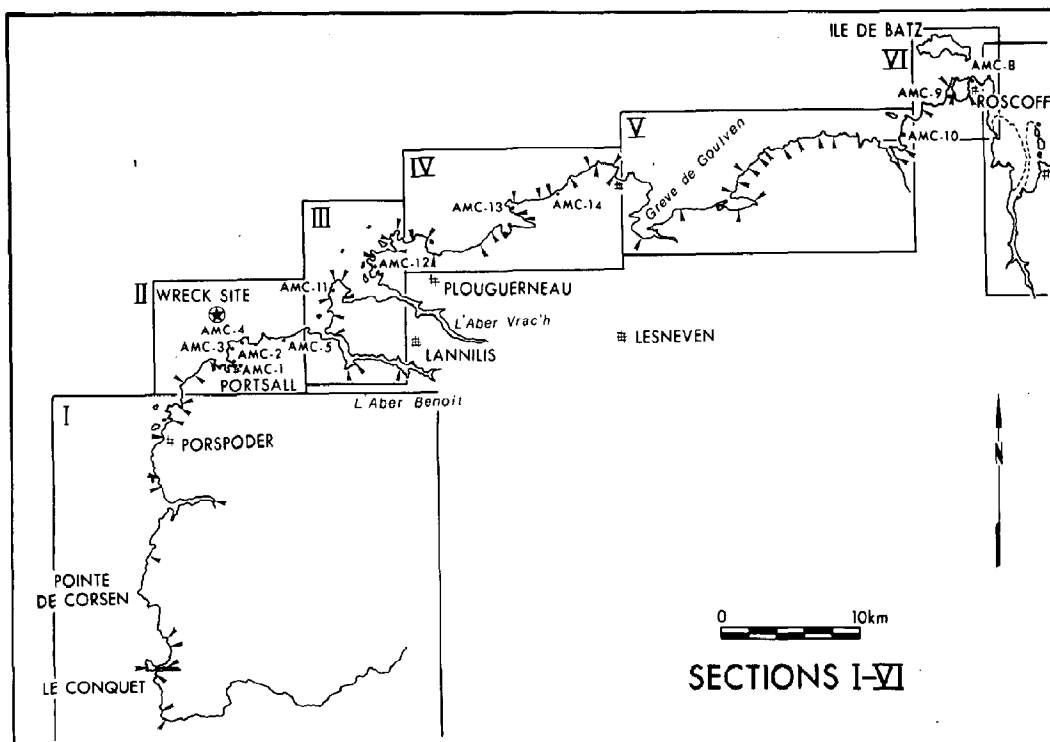 ILE DE BATZ
VI
AMC-8
AMC-9
ROSCOFF
AMC-10
V
Greve de Goulven
IV
AMC-13
AMC-14
III
AMC-12
PLOUGUERNEAU
AMC-11
L'Aber Vrac'h
II
WRECK SITE
AMC-4
AMC-3
AMC-2
AMC-5
AMC-1
PORTSALL
LANNILIS
LESNEVEN
L'Aber Benoit
I
PORSPODER
N
POINTE
DE CORSEN
LE CONQUET
0 10km
SECTIONS I-VI